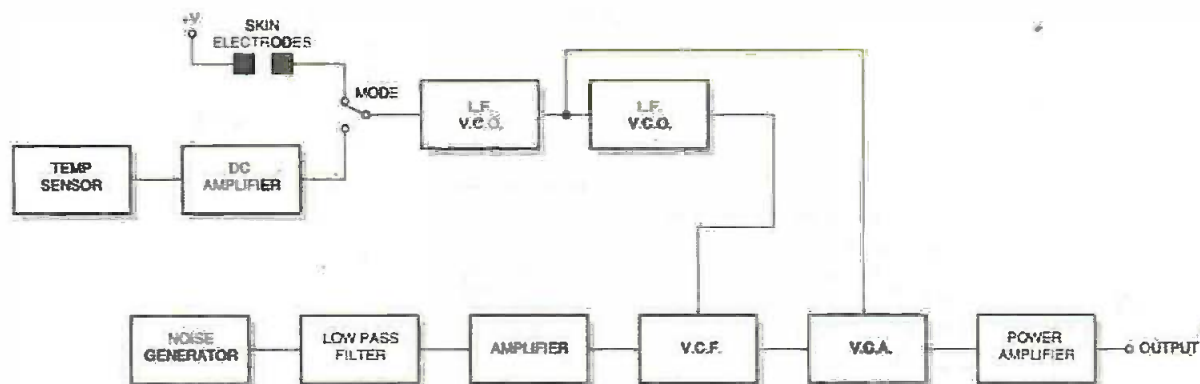 +V
SKIN
ELECTRODES
MODE
L.F.
V.C.O.
L.F.
V.C.O.
TEMP
SENSOR
DC
AMPLIFIER
NOISE
GENERATOR
LOW PASS
FILTER
AMPLIFIER
V.C.F.
V.C.A.
POWER
AMPLIFIER
OUTPUT